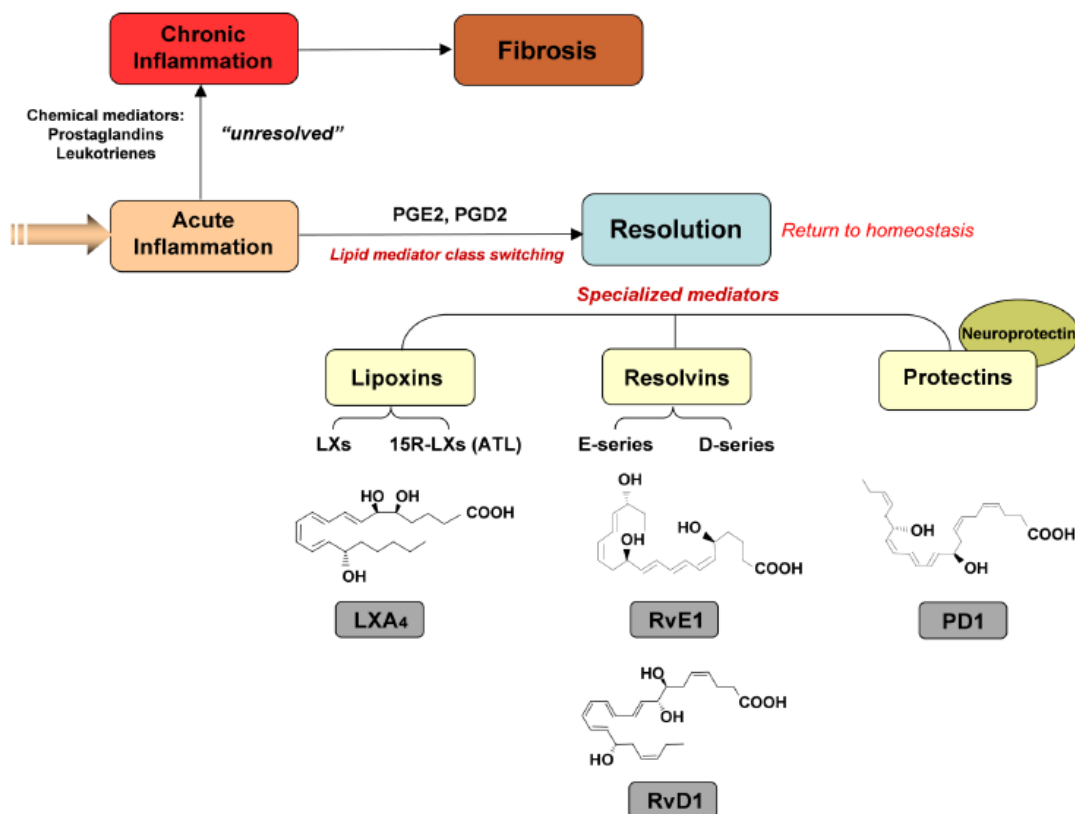 Chronic
Inflammation
Fibrosis
Chemical mediators:
Prostaglandins
Leukotrienes
“unresolved”
Acute
Inflammation
PGE2, PGD2
Lipid mediator class switching
Resolution
Return to homeostasis
Specialized mediators
Neuroprotectin
Lipoxins
Resolvins
Protectins
LXs
15R-LXs (ATL)
E-series
D-series
HO
OH
COOH
OH
LXA4
OH
OH
OH
COOH
RvE1
OH
COOH
OH
PD1
HO
COOH
OH
HO
RvD1